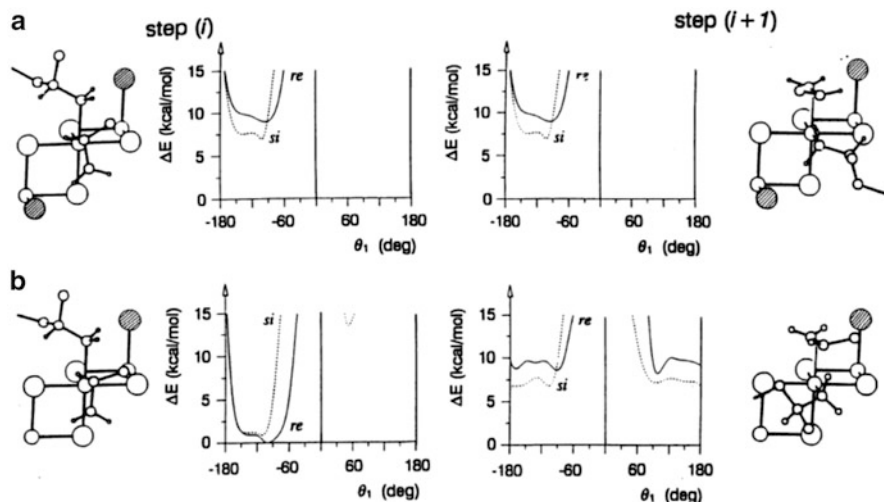 a
step (i)
step (i + 1)
ΔE (kcal/mol)
15
10
5
0
re
si
-180
-60
60
180
θ₁ (deg)
ΔE (kcal/mol)
15
10
5
0
re
si
-180
-60
60
180
θ₁ (deg)
b
ΔE (kcal/mol)
15
10
5
0
si
re
-180
-60
60
180
θ₁ (deg)
ΔE (kcal/mol)
15
10
5
0
re
si
-180
-60
60
180
θ₁ (deg)